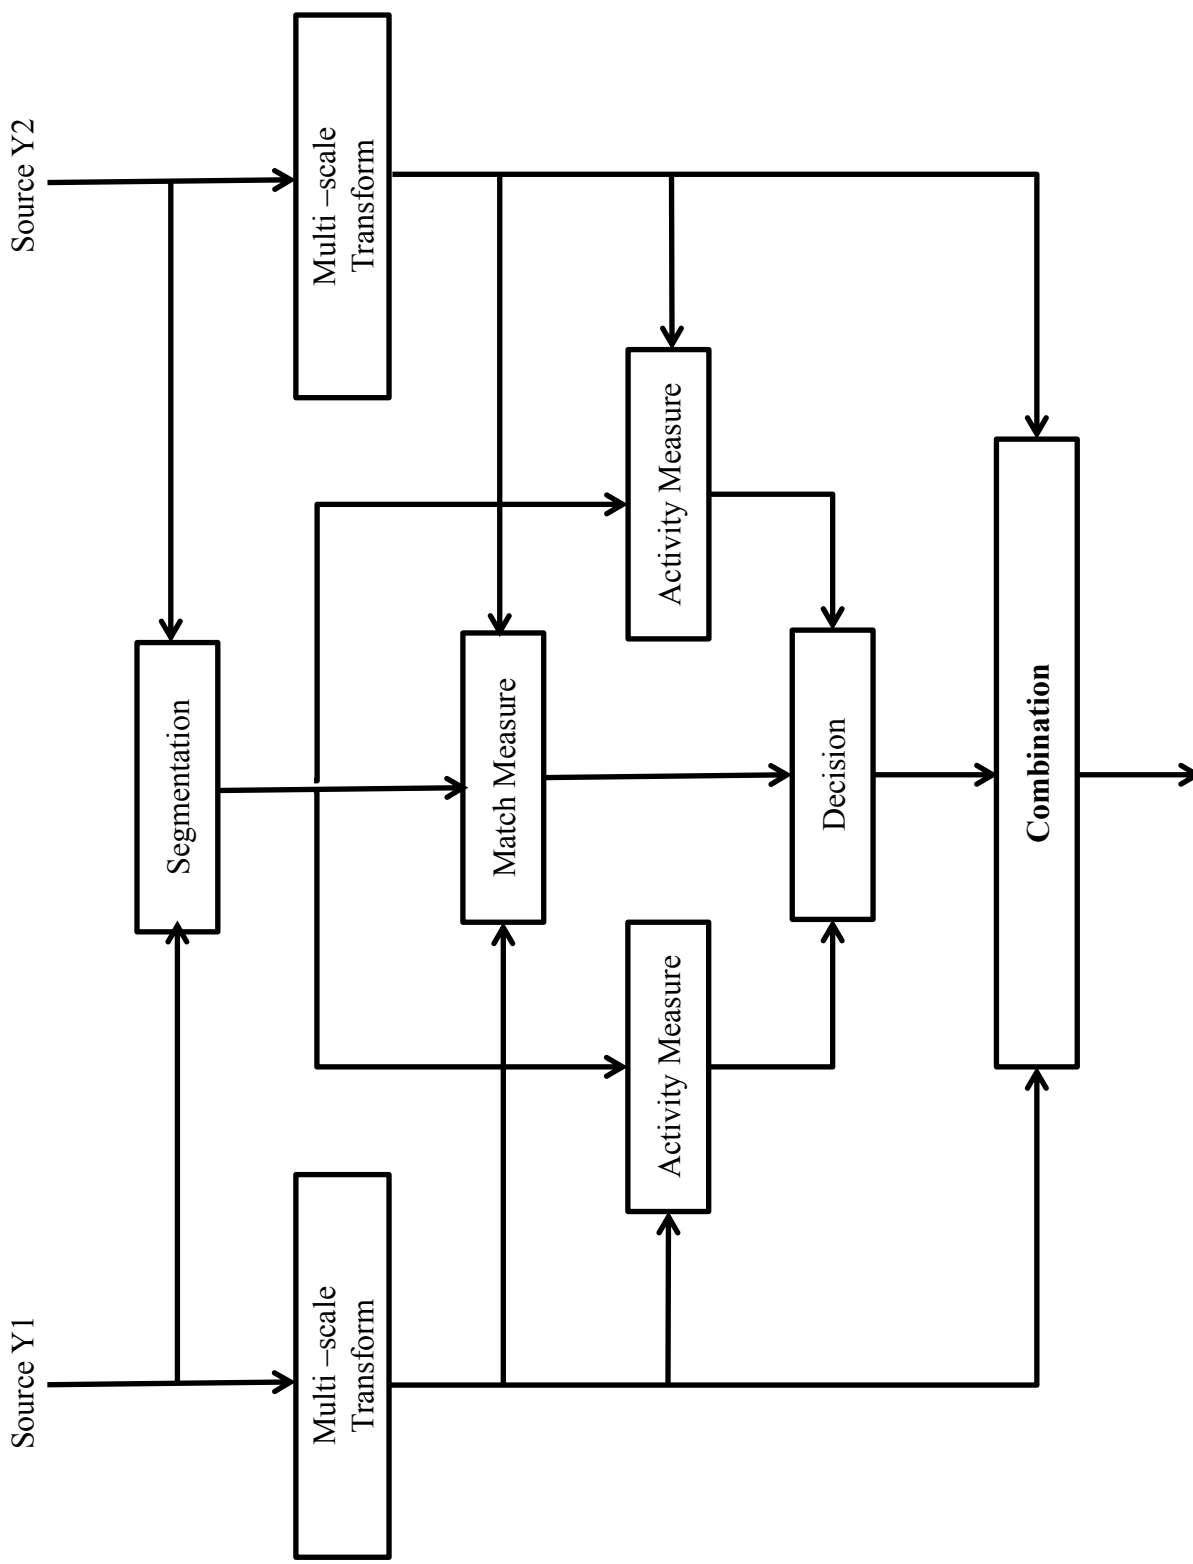 Source Y1
Source Y2
Segmentation
Multi –scale
Transform
Multi –scale
Transform
Match Measure
Activity Measure
Activity Measure
Decision
Combination